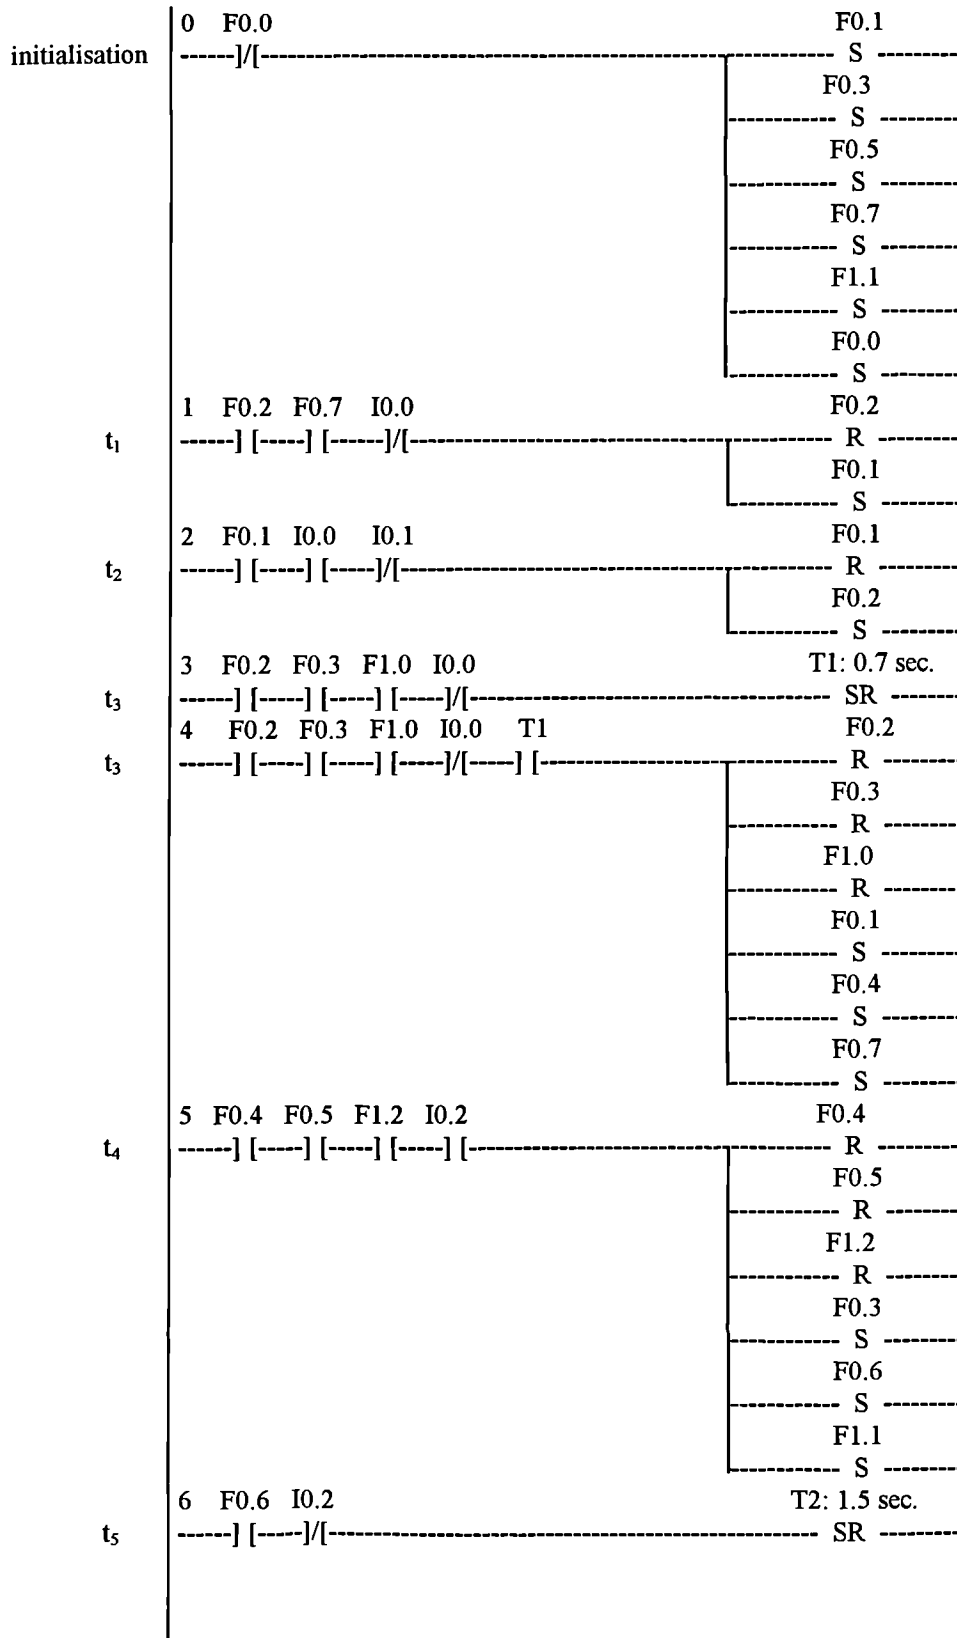 0 F0.0 F0.1
initialisation ------]/[------ S ------
F0.3
------ S ------
F0.5
------ S ------
F0.7
------ S ------
F1.1
------ S ------
F0.0
------ S ------
1 F0.2 F0.7 I0.0 F0.2
t₁ ------] [-----] [------]/[------ R ------
F0.1
------ S ------
2 F0.1 I0.0 I0.1 F0.1
t₂ ------] [-----] [-----]/[------ R ------
F0.2
------ S ------
3 F0.2 F0.3 F1.0 I0.0 T1: 0.7 sec.
t₃ ------] [-----] [-----] [-----]/[------ SR ------
4 F0.2 F0.3 F1.0 I0.0 T1 F0.2
t₃ ------] [-----] [-----] [-----]/[-----] [------ R ------
F0.3
------ R ------
F1.0
------ R ------
F0.1
------ S ------
F0.4
------ S ------
F0.7
------ S ------
5 F0.4 F0.5 F1.2 I0.2 F0.4
t₄ ------] [-----] [-----] [-----] [------ R ------
F0.5
------ R ------
F1.2
------ R ------
F0.3
------ S ------
F0.6
------ S ------
F1.1
------ S ------
6 F0.6 I0.2 T2: 1.5 sec.
t₅ ------] [-----]/[------ SR ------